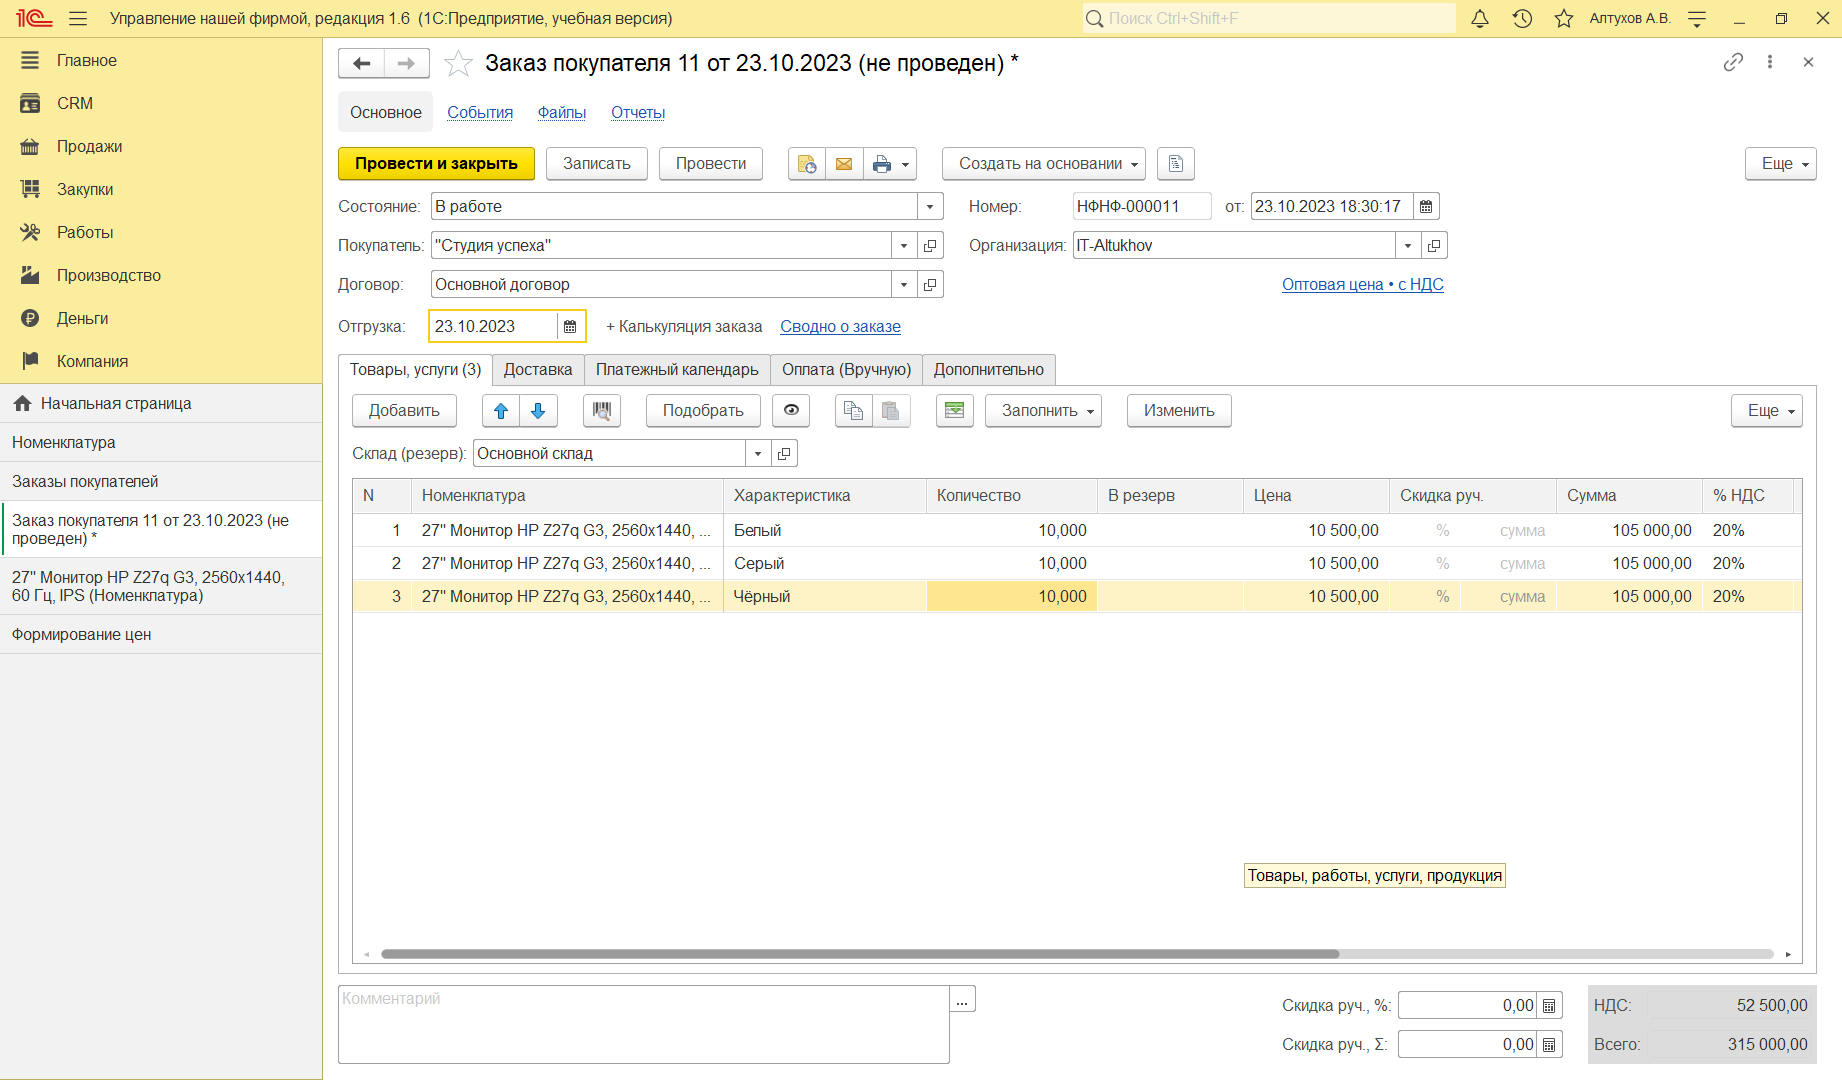 1С Управление нашей фирмой, редакция 1.6 (1С:Предприятие, учебная версия)
Поиск Ctrl+Shift+F
Алтухов А.В.
Главное
CRM
Продажи
Закупки
Работы
Производство
Деньги
Компания
Начальная страница
Номенклатура
Заказы покупателей
Заказ покупателя 11 от 23.10.2023 (не
проведен) *
27" Монитор HP Z27q G3, 2560x1440,
60 Гц, IPS (Номенклатура)
Формирование цен
Заказ покупателя 11 от 23.10.2023 (не проведен) *
Основное События Файлы Отчеты
Провести и закрыть Записать Провести Создать на основании Еще
Состояние: В работе Номер: НФНФ-000011 от: 23.10.2023 18:30:17
Покупатель: "Студия успеха" Организация: IT-Altukhov
Договор: Основной договор Оптовая цена • с НДС
Отгрузка: 23.10.2023 + Калькуляция заказа Сводно о заказе
Товары, услуги (3) Доставка Платежный календарь Оплата (Вручную) Дополнительно
Добавить Подобрать Заполнить Изменить Еще
Склад (резерв): Основной склад
N Номенклатура Характеристика Количество В резерв Цена Скидка руч. Сумма % НДС
1 27" Монитор HP Z27q G3, 2560x1440, ... Белый 10,000 10 500,00 % сумма 105 000,00 20%
2 27" Монитор HP Z27q G3, 2560x1440, ... Серый 10,000 10 500,00 % сумма 105 000,00 20%
3 27" Монитор HP Z27q G3, 2560x1440, ... Чёрный 10,000 10 500,00 % сумма 105 000,00 20%
Товары, работы, услуги, продукция
Комментарий ...
Скидка руч., %: 0,00 НДС: 52 500,00
Скидка руч., Σ: 0,00 Всего: 315 000,00